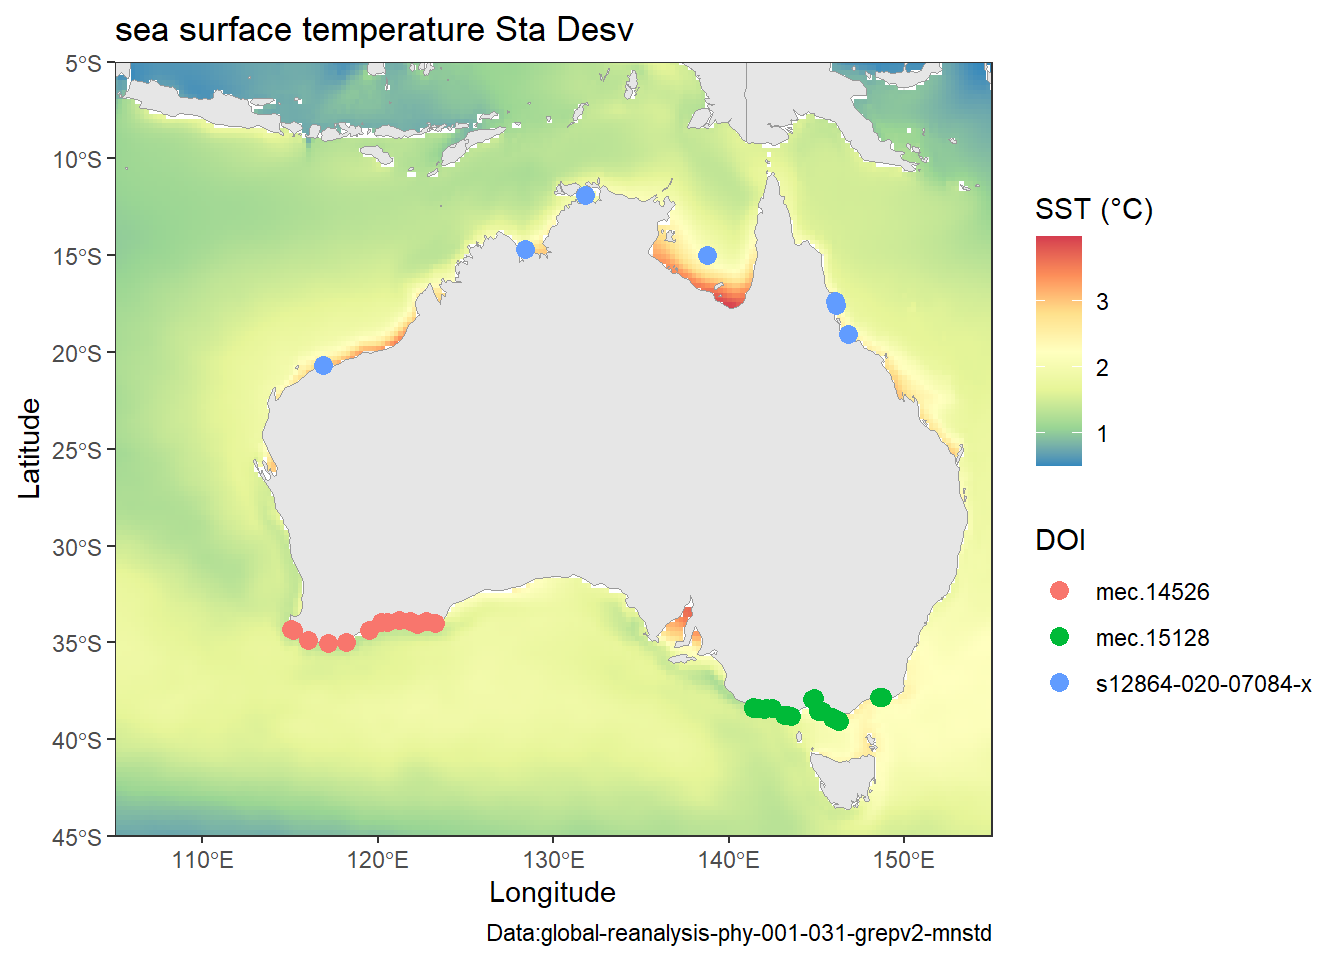 sea surface temperature Sta Desv
5°S
10°S
15°S
20°S
25°S
30°S
35°S
40°S
45°S
Latitude
110°E
120°E
130°E
140°E
150°E
Longitude
Data:global-reanalysis-phy-001-031-grepv2-mnstd
SST (°C)
3
2
1
DOI
mec.14526
mec.15128
s12864-020-07084-x